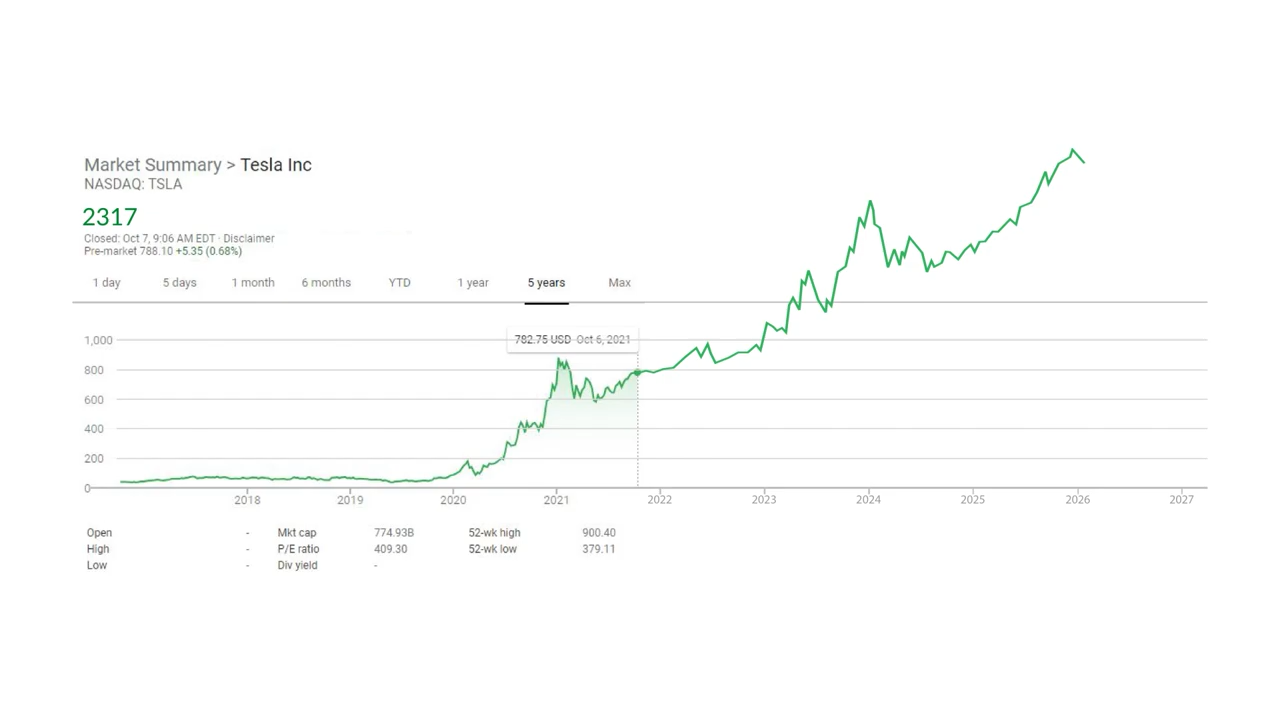 Market Summary > Tesla Inc
NASDAQ: TSLA
2317
Closed: Oct 7, 9:06 AM EDT · Disclaimer
Pre-market 788.10 +5.35 (0.68%)
1 day 5 days 1 month 6 months YTD 1 year 5 years Max
782.75 USD Oct 6, 2021
1,000
800
600
400
200
0
2018 2019 2020 2021 2022 2023 2024 2025 2026 2027
Open - Mkt cap 774.93B 52-wk high 900.40
High - P/E ratio 409.30 52-wk low 379.11
Low - Div yield -